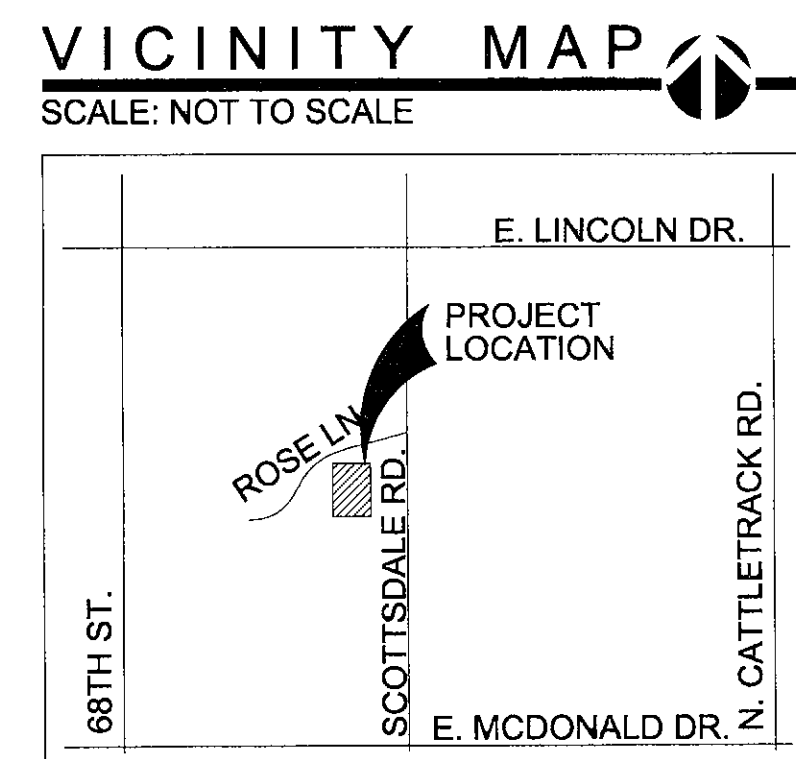 VICINITY MAP
SCALE: NOT TO SCALE
E. LINCOLN DR.
PROJECT
LOCATION
ROSE LN
SCOTTSDALE RD.
N. CATTLETRACK RD.
68TH ST.
E. MCDONALD DR.